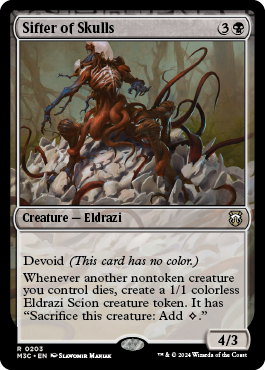 Sifter of Skulls 3
Creature — Eldrazi
Devoid (This card has no color.)
Whenever another nontoken creature
you control dies, create a 1/1 colorless
Eldrazi Scion creature token. It has
“Sacrifice this creature: Add .”
4/3
R 0203
M3C • EN Slawomir Maniak
™ & © 2024 Wizards of the Coast